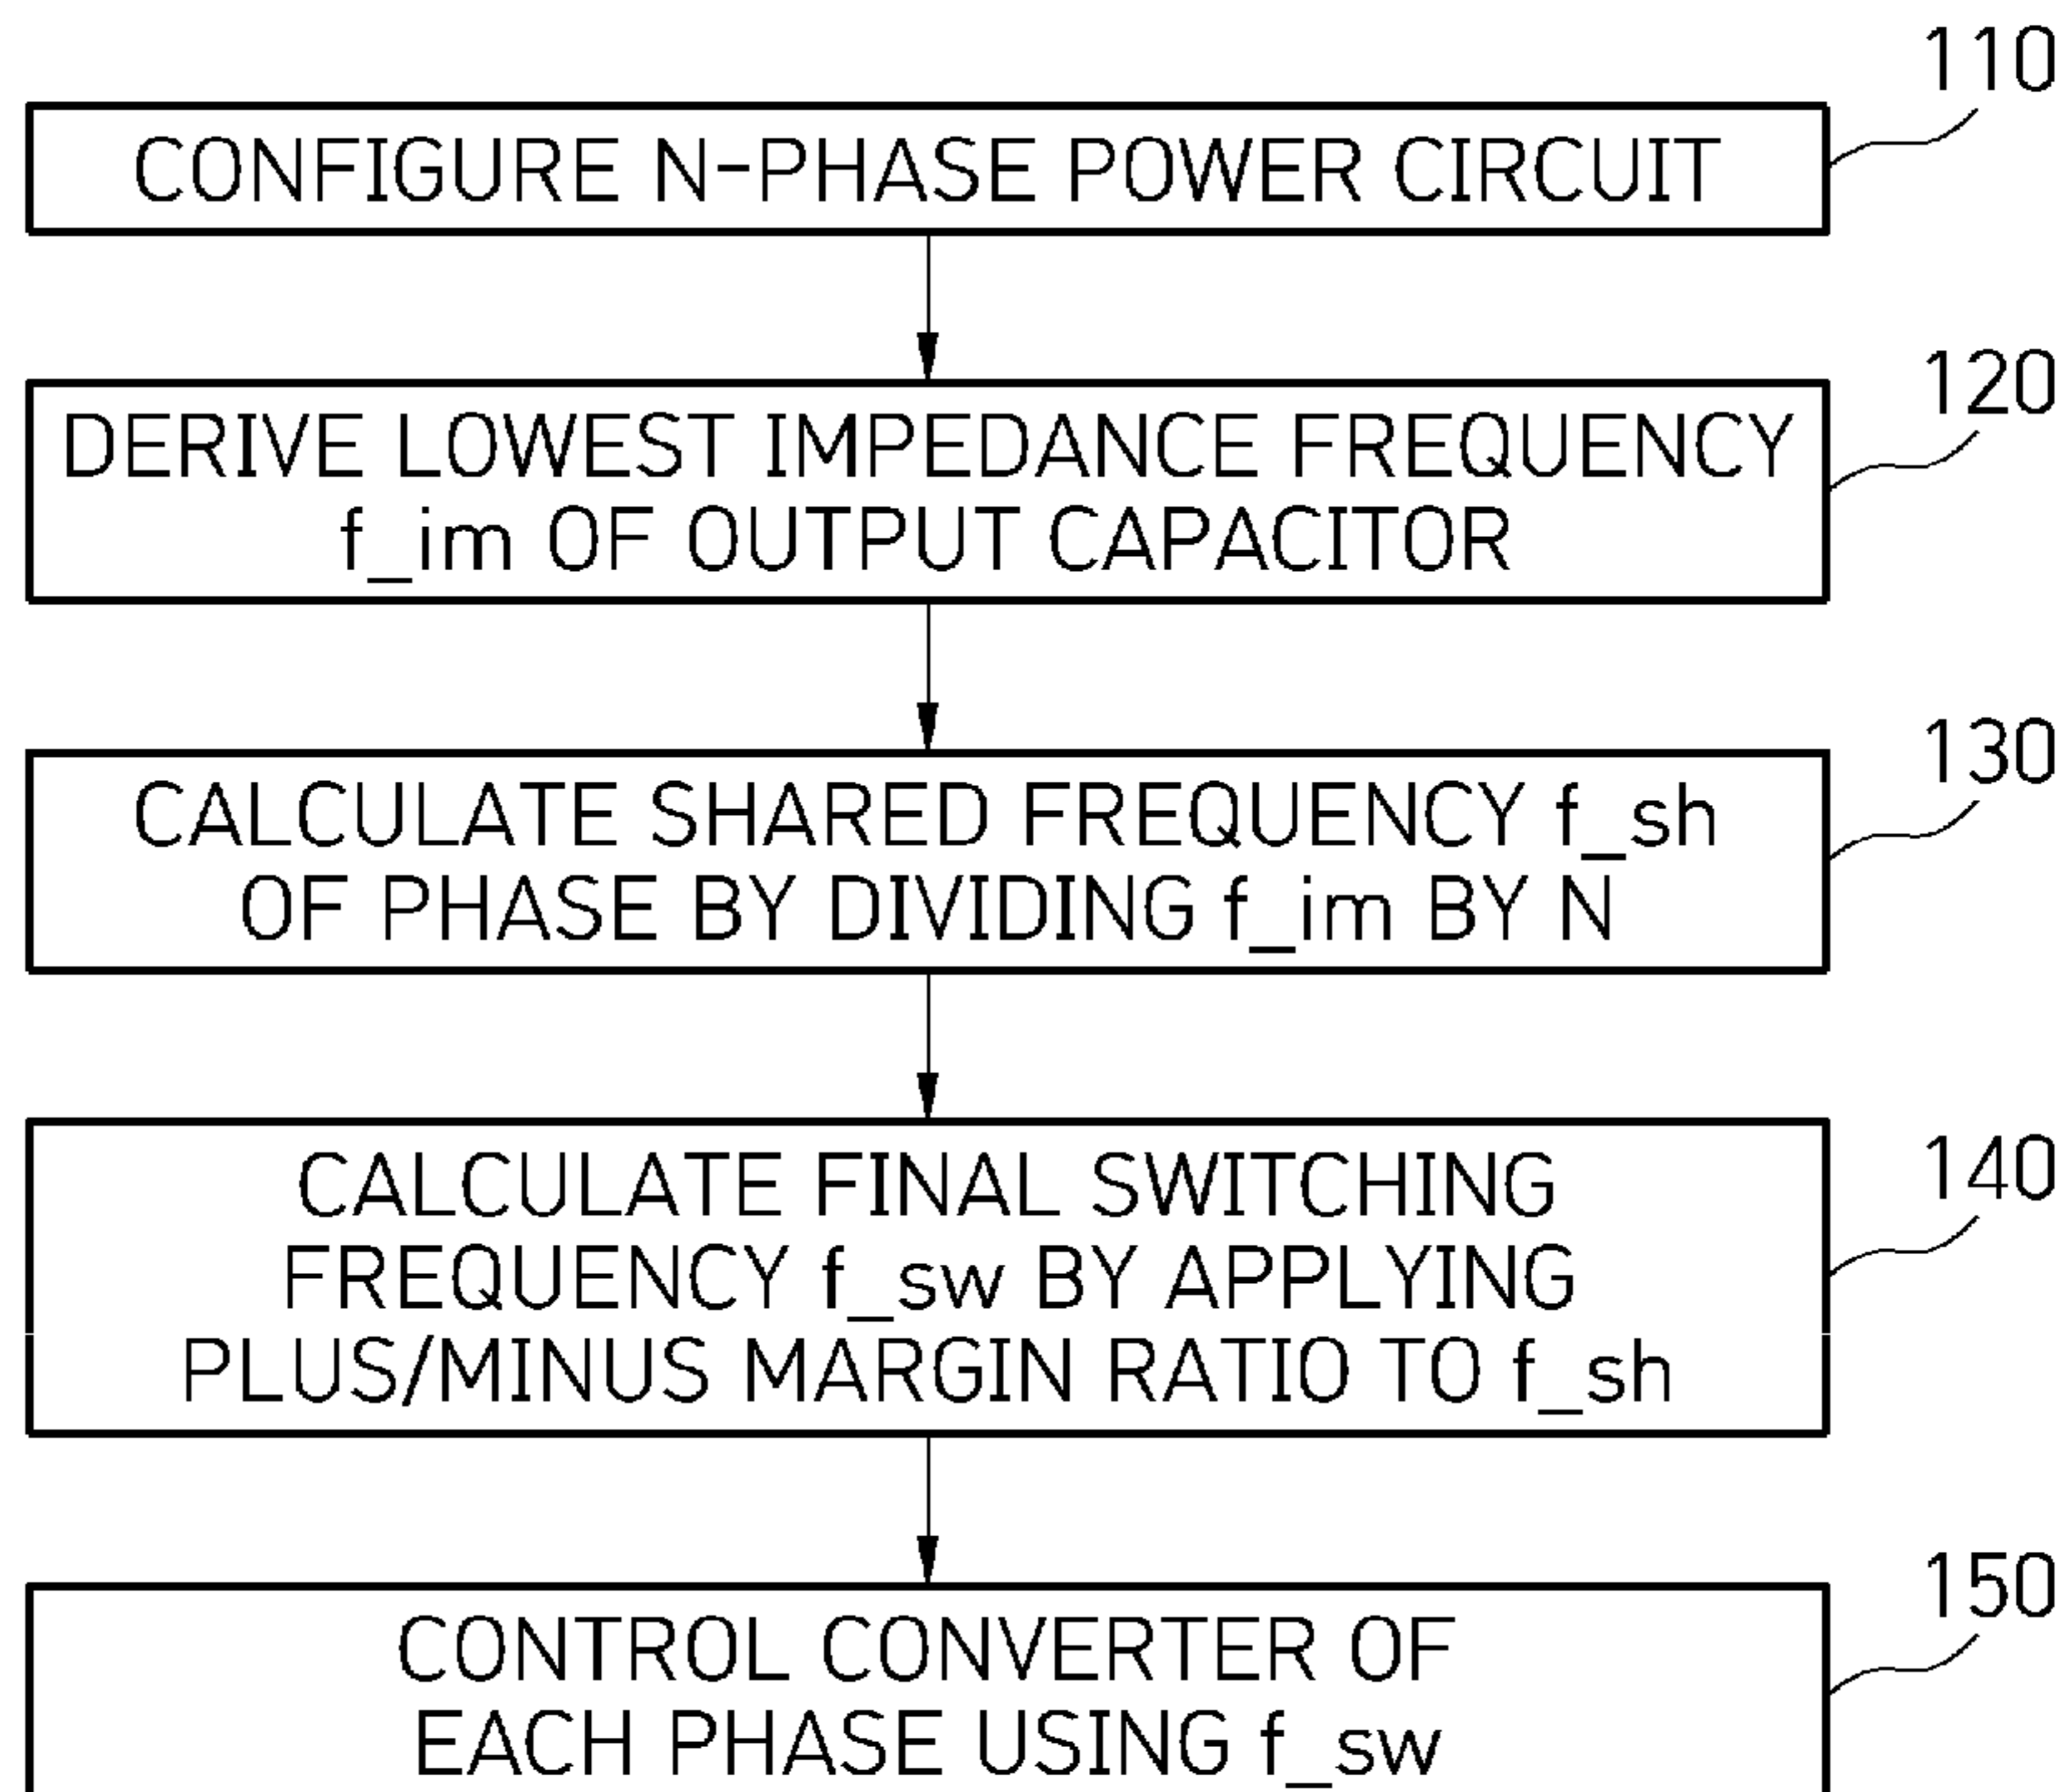 110
CONFIGURE N-PHASE POWER CIRCUIT
120
DERIVE LOWEST IMPEDANCE FREQUENCY
f_im OF OUTPUT CAPACITOR
130
CALCULATE SHARED FREQUENCY f_sh
OF PHASE BY DIVIDING f_im BY N
140
CALCULATE FINAL SWITCHING
FREQUENCY f_sw BY APPLYING
PLUS/MINUS MARGIN RATIO TO f_sh
150
CONTROL CONVERTER OF
EACH PHASE USING f_sw